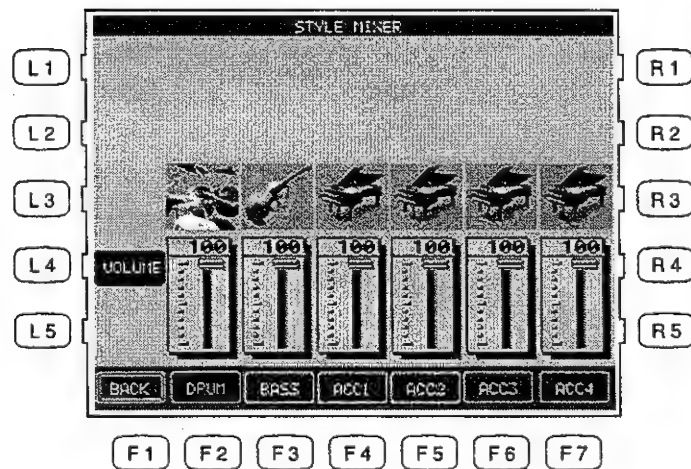 STYLE MIXER
L1 R1
L2 R2
L3 R3
100 100 100 100 100 100
L4 VOLUME R4
L5 R5
BACK DRUM BASS ACC1 ACC2 ACC3 ACC4
F1 F2 F3 F4 F5 F6 F7